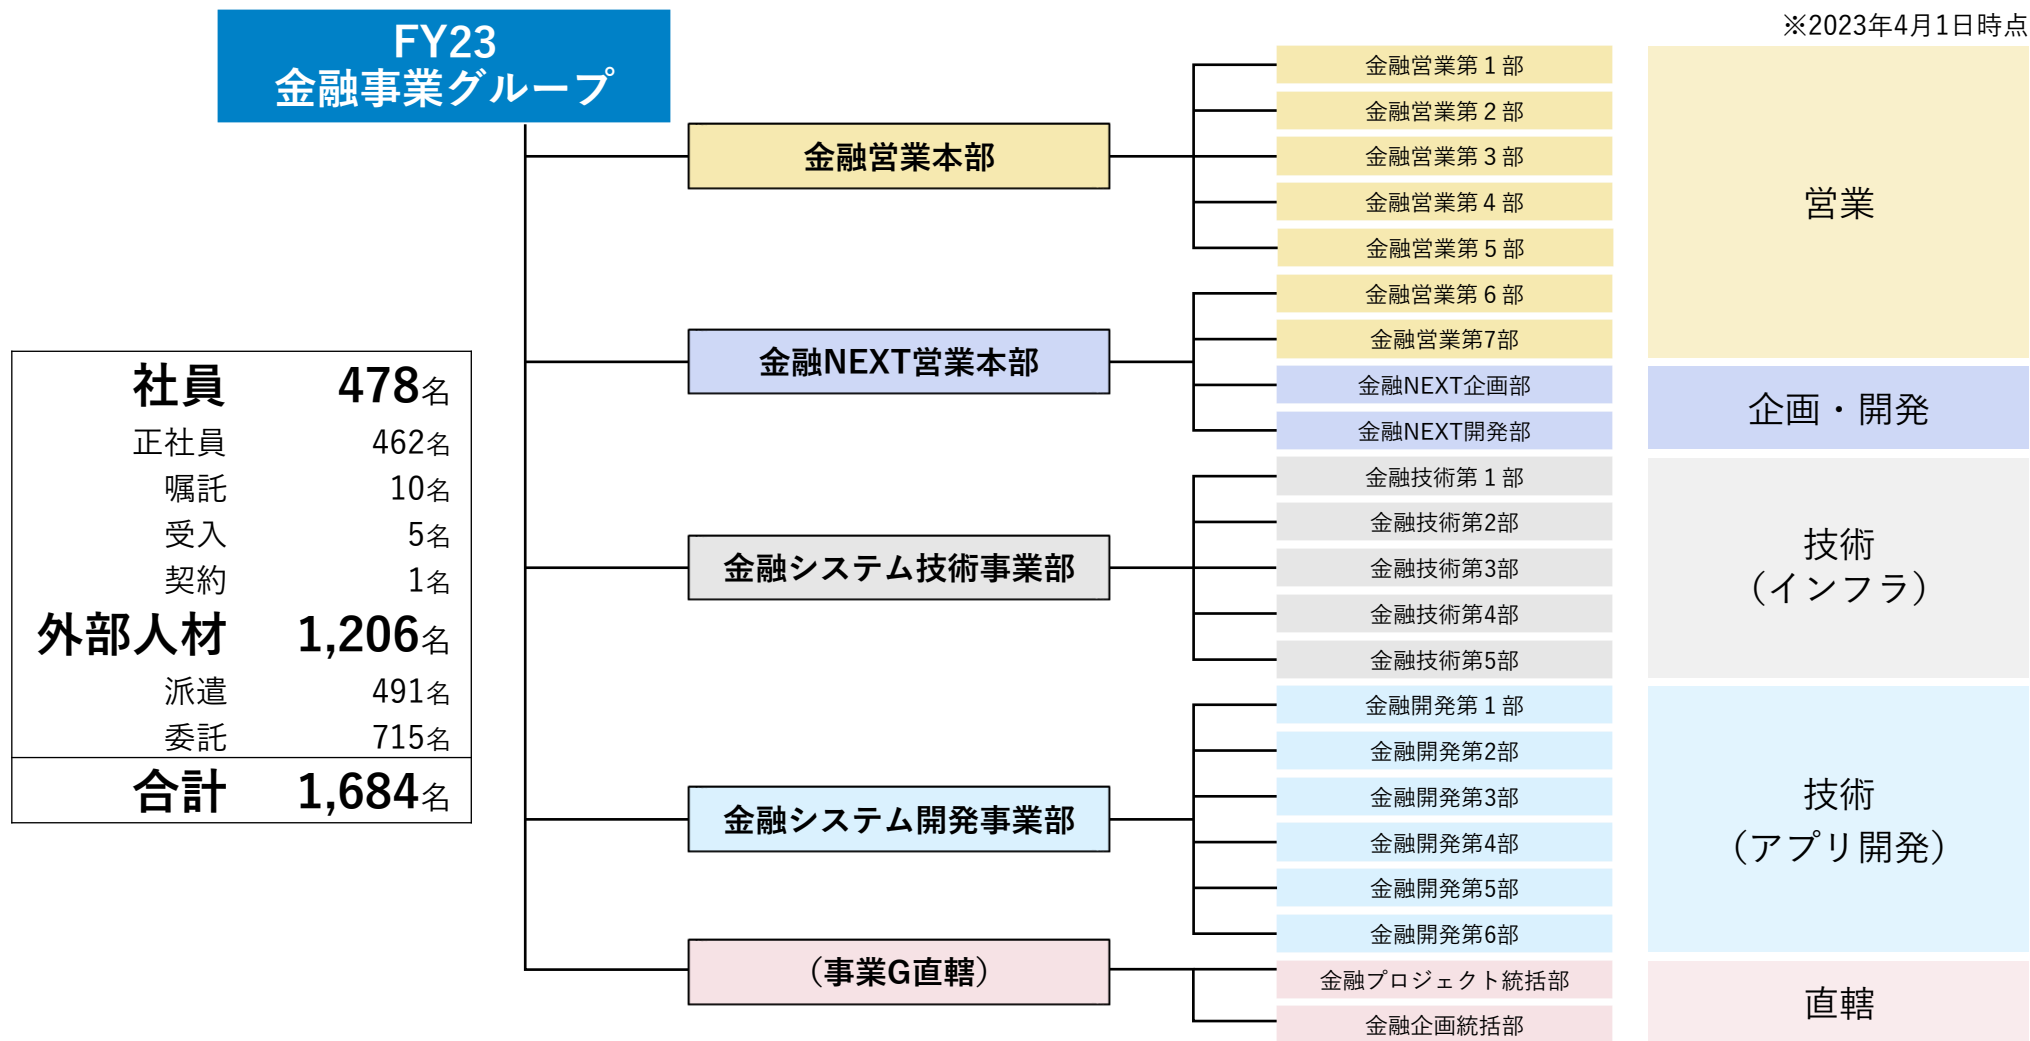 ※2023年4月1日時点
FY23
金融事業グループ
金融営業本部
金融営業第１部
金融営業第２部
金融営業第３部
金融営業第４部
金融営業第５部
営業
金融NEXT営業本部
金融営業第６部
金融営業第7部
金融NEXT企画部
金融NEXT開発部
企画・開発
金融システム技術事業部
金融技術第１部
金融技術第2部
金融技術第3部
金融技術第4部
金融技術第5部
技術
（インフラ）
金融システム開発事業部
金融開発第１部
金融開発第2部
金融開発第3部
金融開発第4部
金融開発第5部
金融開発第6部
技術
（アプリ開発）
（事業G直轄）
金融プロジェクト統括部
金融企画統括部
直轄
社員 478名
正社員 462名
嘱託 10名
受入 5名
契約 1名
外部人材 1,206名
派遣 491名
委託 715名
合計 1,684名